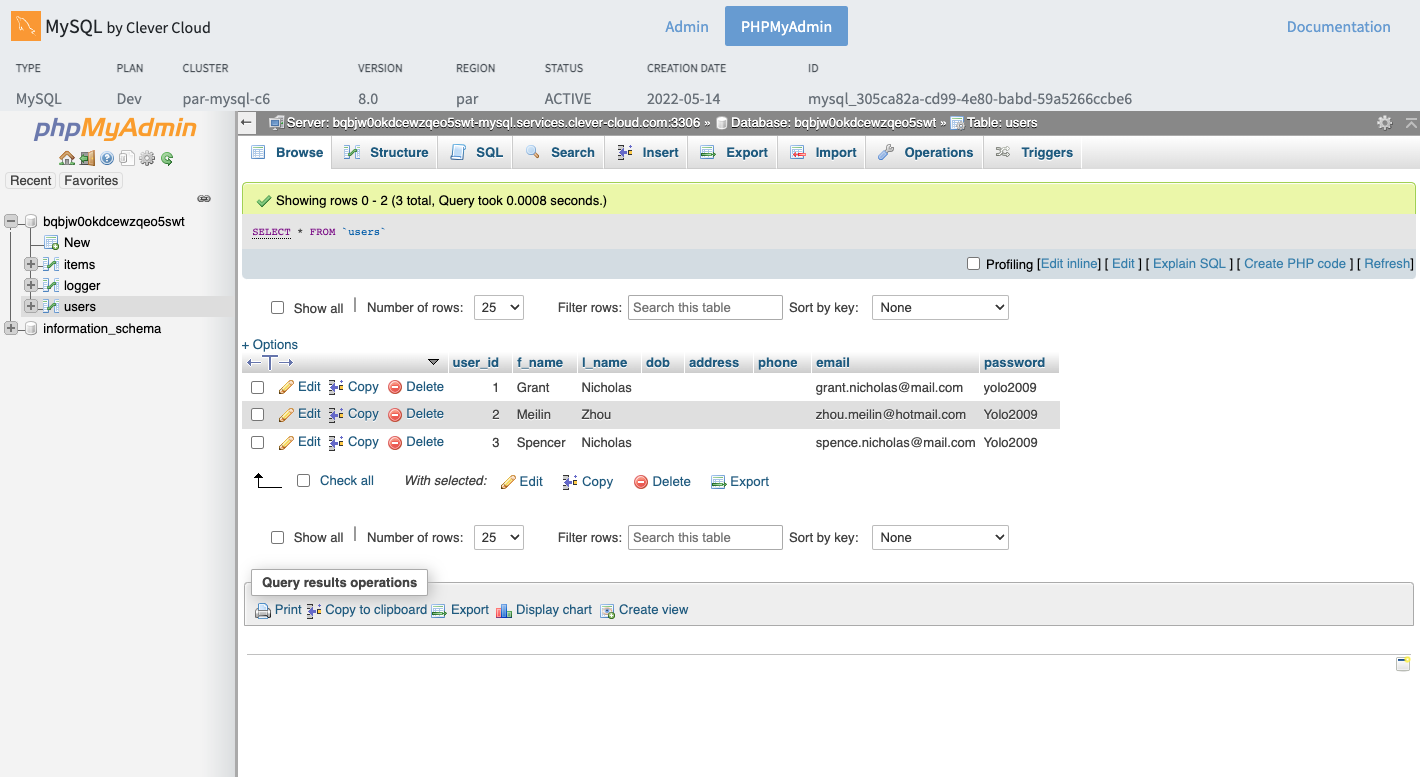 MySQL by Clever Cloud
Admin PHPMyAdmin Documentation
TYPE PLAN CLUSTER VERSION REGION STATUS CREATION DATE ID
MySQL Dev par-mysql-c6 8.0 par ACTIVE 2022-05-14 mysql_305ca82a-cd99-4e80-babd-59a5266ccbe6
phpMyAdmin
Recent Favorites
bqbjw0okdcewzqeo5swt
New
items
logger
users
information_schema
Server: bqbjw0okdcewzqeo5swt-mysql.services.clever-cloud.com:3306 » Database: bqbjw0okdcewzqeo5swt » Table: users
Browse Structure SQL Search Insert Export Import Operations Triggers
Showing rows 0 - 2 (3 total, Query took 0.0008 seconds.)
SELECT * FROM `users`
Profiling [Edit inline] [ Edit ] [ Explain SQL ] [ Create PHP code ] [ Refresh]
Show all | Number of rows: 25 Filter rows: Search this table Sort by key: None
+ Options
user_id f_name l_name dob address phone email password
Edit Copy Delete 1 Grant Nicholas grant.nicholas@mail.com yolo2009
Edit Copy Delete 2 Meilin Zhou zhou.meilin@hotmail.com Yolo2009
Edit Copy Delete 3 Spencer Nicholas spence.nicholas@mail.com Yolo2009
Check all With selected: Edit Copy Delete Export
Show all | Number of rows: 25 Filter rows: Search this table Sort by key: None
Query results operations
Print Copy to clipboard Export Display chart Create view